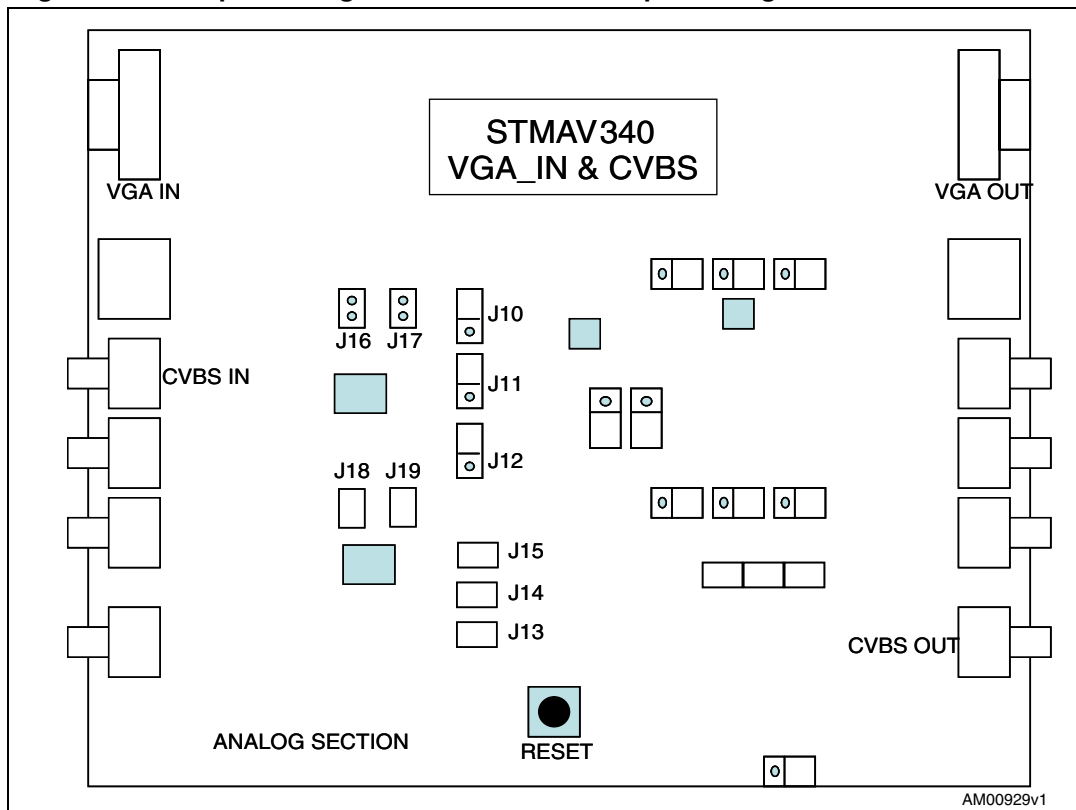 STMAV340
VGA_IN & CVBS
VGA IN
VGA OUT
J16
J17
J10
CVBS IN
J11
J12
J18
J19
J15
J14
J13
CVBS OUT
RESET
ANALOG SECTION
AM00929v1